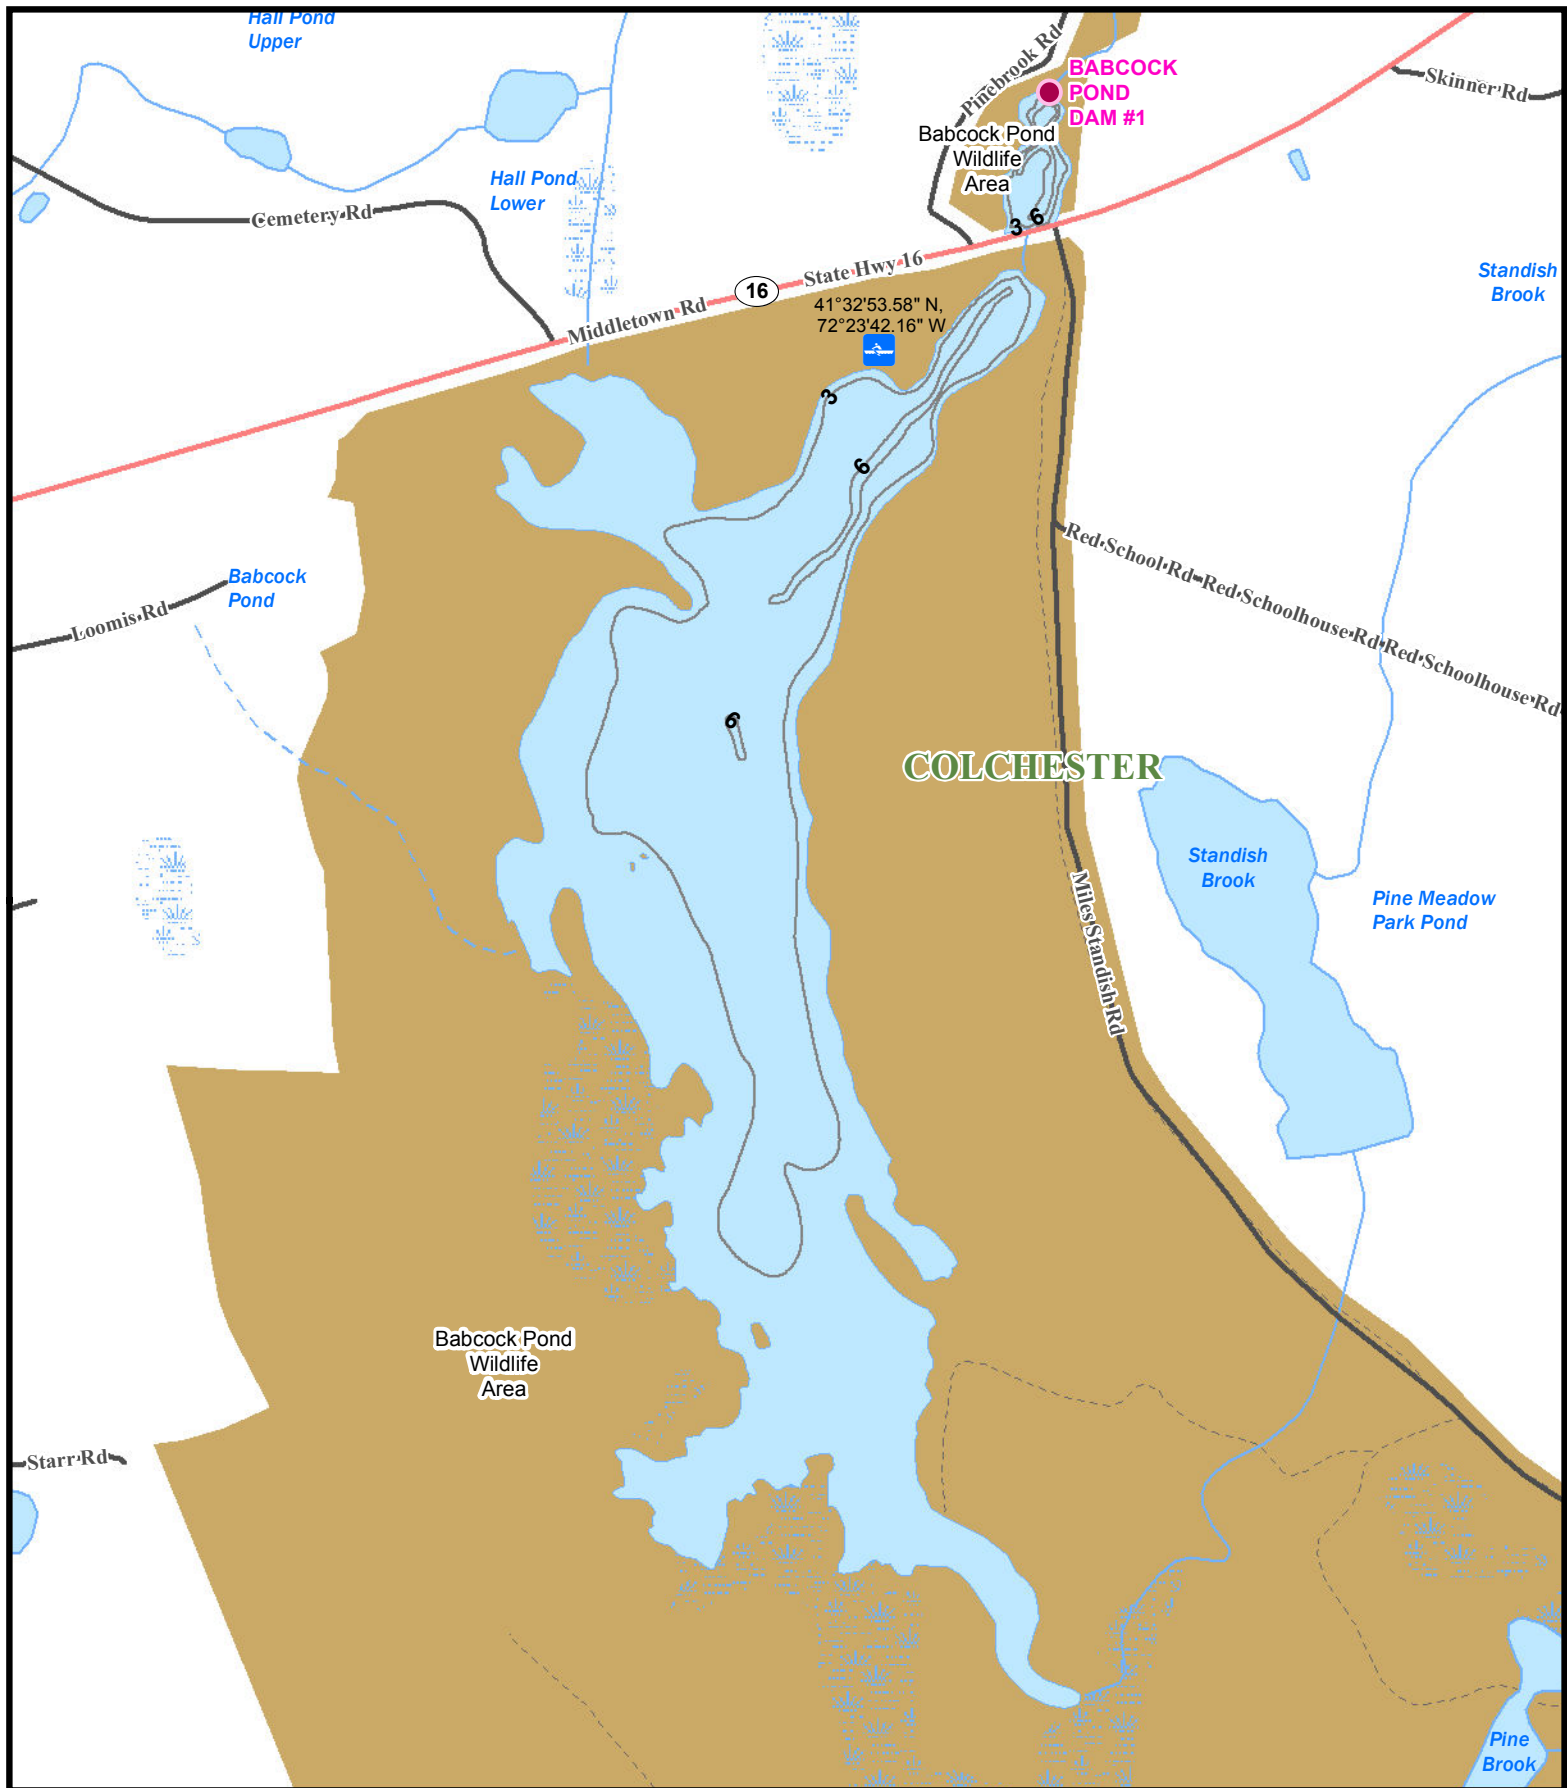 Hall Pond
Upper
Pinebrook Rd
BABCOCK
POND
DAM #1
Skinner Rd
Babcock Pond
Wildlife
Area
Hall Pond
Lower
Cemetery Rd
3
6
State Hwy 16
16
Middletown Rd
41°32'53.58" N,
72°23'42.16" W
Standish
Brook
3
6
Red School Rd Red Schoolhouse Rd Red Schoolhouse Rd
Babcock
Pond
Loomis Rd
6
COLCHESTER
Standish
Brook
Pine Meadow
Park Pond
Miles Standish Rd
Babcock Pond
Wildlife
Area
Starr Rd
Pine
Brook